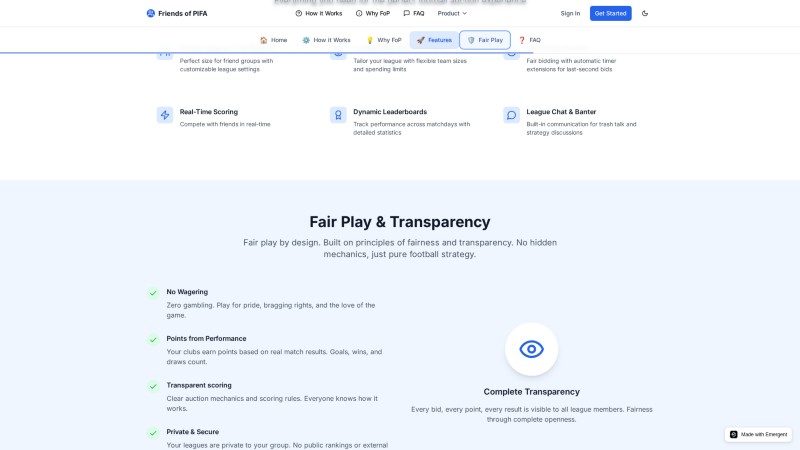 Everything you need for the perfect football auction experience
Friends of PIFA
How it Works
Why FoP
FAQ
Product
Sign In
Get Started
🏠 Home
⚙️ How it Works
💡 Why FoP
🚀 Features
🛡️ Fair Play
❓ FAQ
Perfect size for friend groups with
customizable league settings
Tailor your league with flexible team sizes
and spending limits
Fair bidding with automatic timer
extensions for last-second bids
Real-Time Scoring
Compete with friends in real-time
Dynamic Leaderboards
Track performance across matchdays with
detailed statistics
League Chat & Banter
Built-in communication for trash talk and
strategy discussions
Fair Play & Transparency
Fair play by design. Built on principles of fairness and transparency. No hidden
mechanics, just pure football strategy.
No Wagering
Zero gambling. Play for pride, bragging rights, and the love of the
game.
Points from Performance
Your clubs earn points based on real match results. Goals, wins, and
draws count.
Transparent scoring
Clear auction mechanics and scoring rules. Everyone knows how it
works.
Private & Secure
Your leagues are private to your group. No public rankings or external
Complete Transparency
Every bid, every point, every result is visible to all league members. Fairness
through complete openness.
Made with Emergent